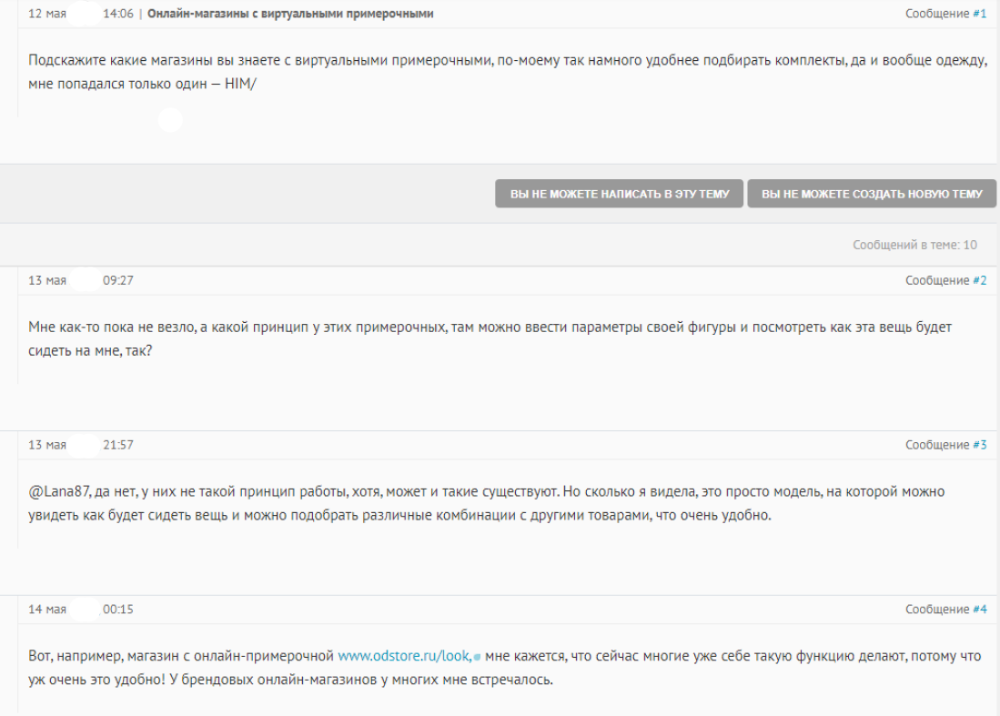 12 мая 14:06 | Онлайн-магазины с виртуальными примерочными Сообщение #1
Подскажите какие магазины вы знаете с виртуальными примерочными, по-моему так намного удобнее подбирать комплекты, да и вообще одежду,
мне попадался только один — HIM/
ВЫ НЕ МОЖЕТЕ НАПИСАТЬ В ЭТУ ТЕМУ ВЫ НЕ МОЖЕТЕ СОЗДАТЬ НОВУЮ ТЕМУ
Сообщений в теме: 10
13 мая 09:27 Сообщение #2
Мне как-то пока не везло, а какой принцип у этих примерочных, там можно ввести параметры своей фигуры и посмотреть как эта вещь будет
сидеть на мне, так?
13 мая 21:57 Сообщение #3
@Lana87, да нет, у них не такой принцип работы, хотя, может и такие существуют. Но сколько я видела, это просто модель, на которой можно
увидеть как будет сидеть вещь и можно подобрать различные комбинации с другими товарами, что очень удобно.
14 мая 00:15 Сообщение #4
Вот, например, магазин с онлайн-примерочной www.odstore.ru/look, мне кажется, что сейчас многие уже себе такую функцию делают, потому что
уж очень это удобно! У брендовых онлайн-магазинов у многих мне встречалось.